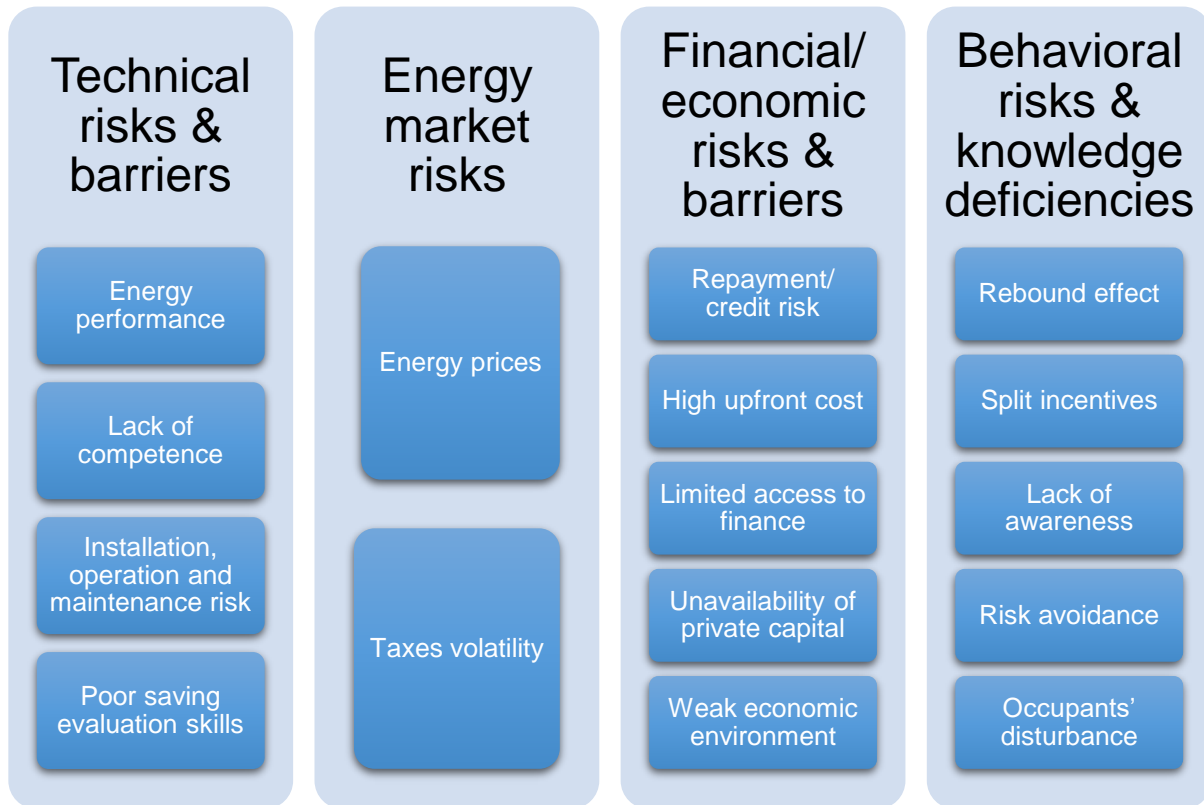 Technical
risks &
barriers
Energy
performance
Lack of
competence
Installation,
operation and
maintenance risk
Poor saving
evaluation skills
Energy
market
risks
Energy prices
Taxes volatility
Financial/
economic
risks &
barriers
Repayment/
credit risk
High upfront cost
Limited access to
finance
Unavailability of
private capital
Weak economic
environment
Behavioral
risks &
knowledge
deficiencies
Rebound effect
Split incentives
Lack of
awareness
Risk avoidance
Occupants’
disturbance